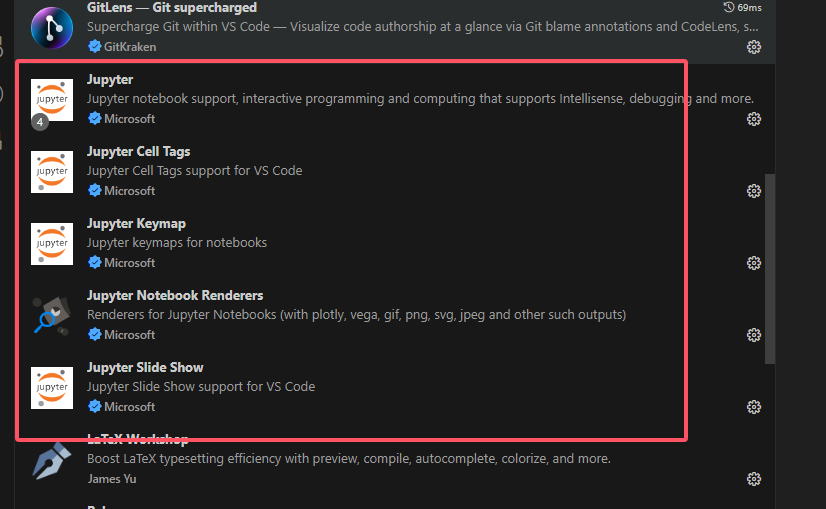 GitLens — Git supercharged
69ms
Supercharge Git within VS Code — Visualize code authorship at a glance via Git blame annotations and CodeLens, s...
GitKraken
Jupyter
jupyter
Jupyter notebook support, interactive programming and computing that supports Intellisense, debugging and more.
4
Microsoft
Jupyter Cell Tags
jupyter
Jupyter Cell Tags support for VS Code
Microsoft
Jupyter Keymap
jupyter
Jupyter keymaps for notebooks
Microsoft
Jupyter Notebook Renderers
Renderers for Jupyter Notebooks (with plotly, vega, gif, png, svg, jpeg and other such outputs)
Microsoft
Jupyter Slide Show
jupyter
Jupyter Slide Show support for VS Code
Microsoft
LaTeX Workshop
Boost LaTeX typesetting efficiency with preview, compile, autocomplete, colorize, and more.
James Yu